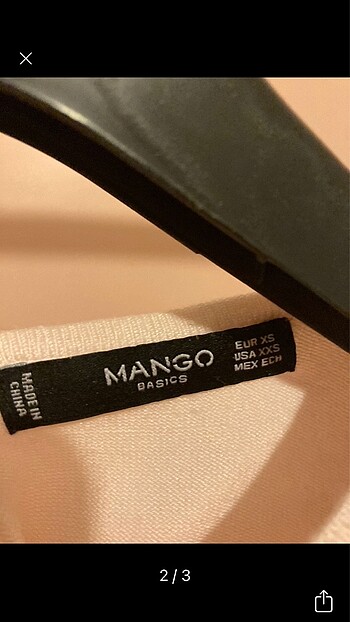 MANGO
BASICS
EUR XS
USA XXS
MEX ECH
MADE IN
CHINA
2/3